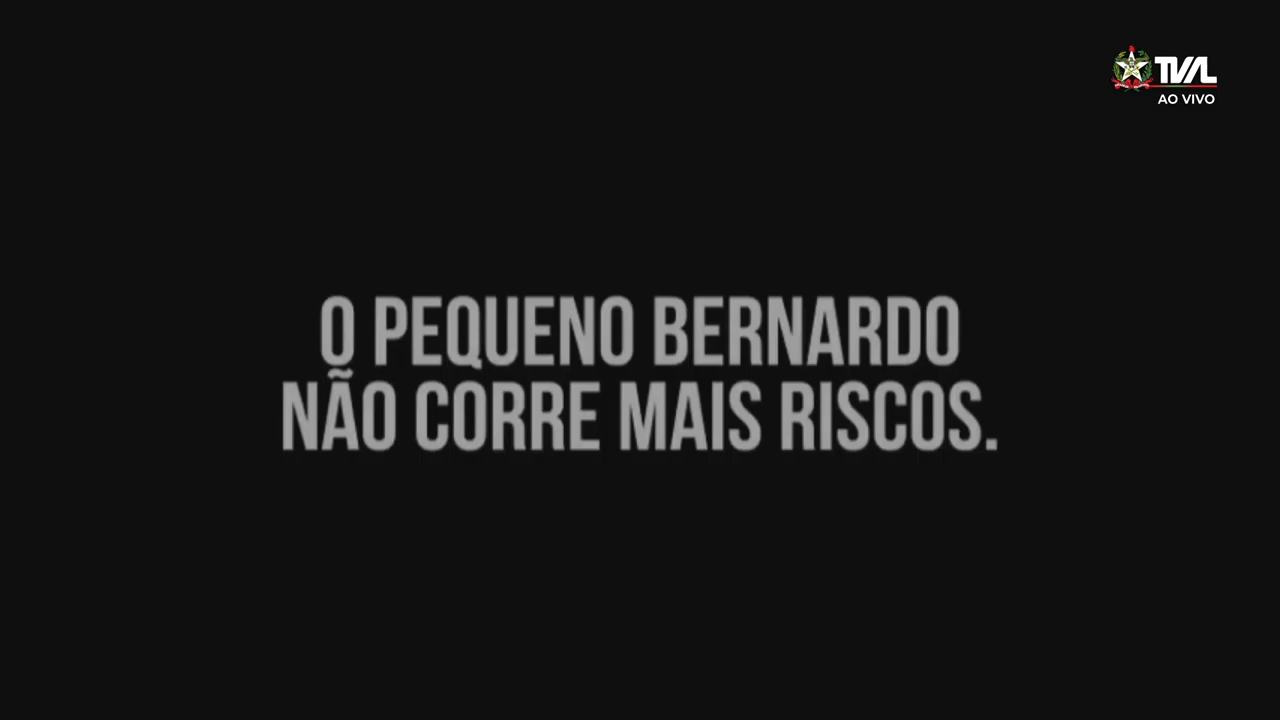 TVAL
AO VIVO
O PEQUENO BERNARDO
NÃO CORRE MAIS RISCOS.